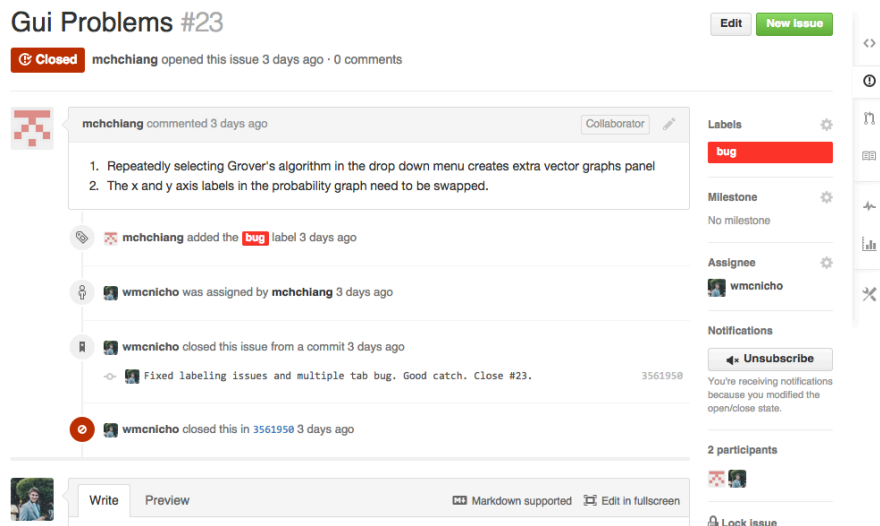 Gui Problems #23
Edit
New issue
Closed
mchchiang opened this issue 3 days ago · 0 comments
mchchiang commented 3 days ago
Collaborator
1. Repeatedly selecting Grover's algorithm in the drop down menu creates extra vector graphs panel
2. The x and y axis labels in the probability graph need to be swapped.
mchchiang added the bug label 3 days ago
wmcnicho was assigned by mchchiang 3 days ago
wmcnicho closed this issue from a commit 3 days ago
Fixed labeling issues and multiple tab bug. Good catch. Close #23.
3561950
wmcnicho closed this in 3561950 3 days ago
Write
Preview
Markdown supported
Edit in fullscreen
Labels
bug
Milestone
No milestone
Assignee
wmcnicho
Notifications
Unsubscribe
You're receiving notifications
because you modified the
open/close state.
2 participants
Lock issue